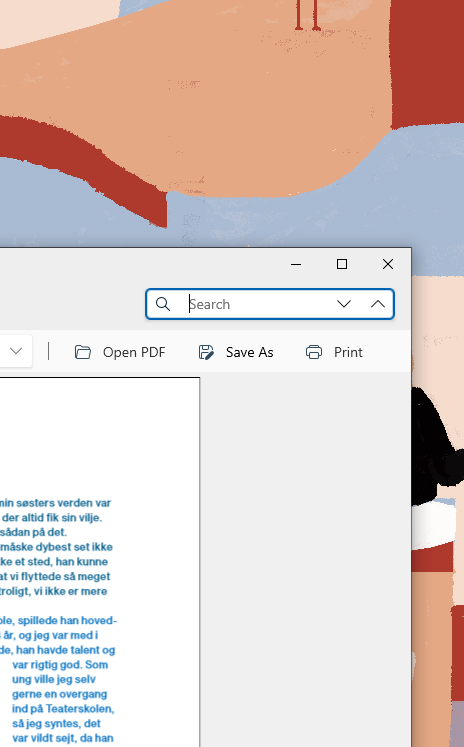 Search
Open PDF Save As Print
min søsters verden var
der altid fik sin vilje.
sådan på det.
måske dybest set ikke
ke et sted, han kunne
at vi flyttede så meget
troligt, vi ikke er mere
ole, spillede han hoved-
år, og jeg var med i
de, han havde talent og
var rigtig god. Som
ung ville jeg selv
gerne en overgang
ind på Teaterskolen,
så jeg syntes, det
var vildt sejt, da han